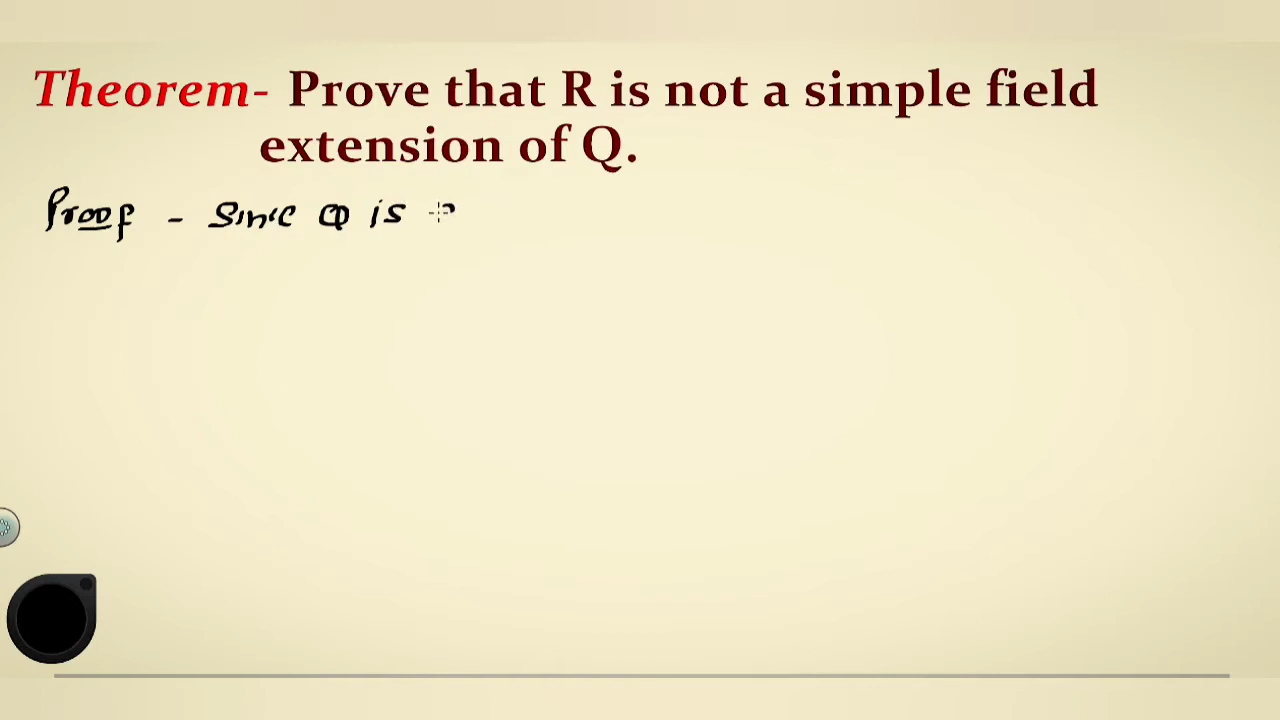 Theorem- Prove that R is not a simple field
extension of Q.
Proof - Since Q is